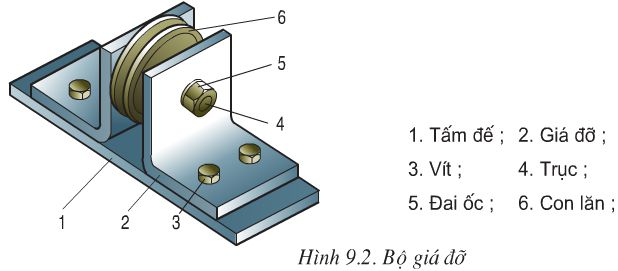 6
5
4
1. Tấm đế ; 2. Giá đỡ ;
3. Vít ; 4. Trục ;
5. Đai ốc ; 6. Con lăn ;
1 2 3
Hình 9.2. Bộ giá đỡ